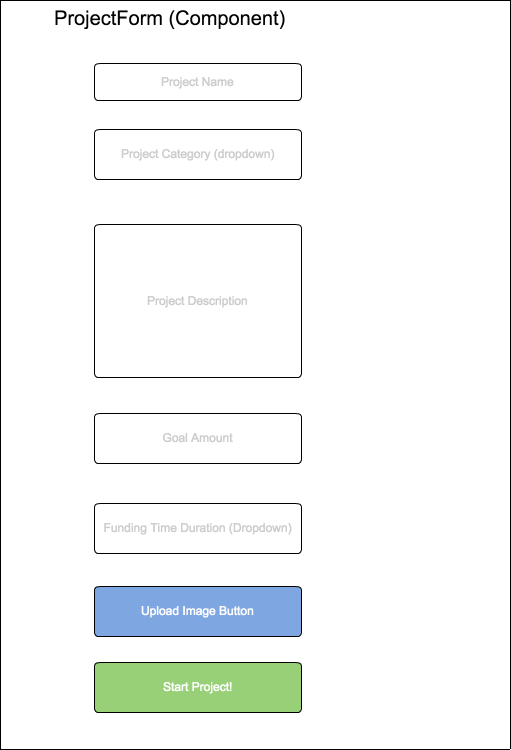 ProjectForm (Component)
Project Name
Project Category (dropdown)
Project Description
Goal Amount
Funding Time Duration (Dropdown)
Upload Image Button
Start Project!